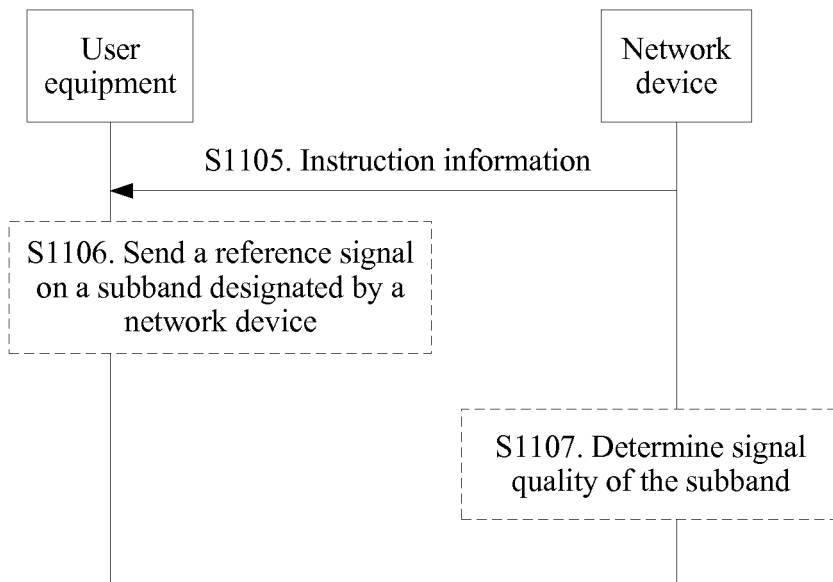 User
equipment
Network
device
S1105. Instruction information
S1106. Send a reference signal
on a subband designated by a
network device
S1107. Determine signal
quality of the subband